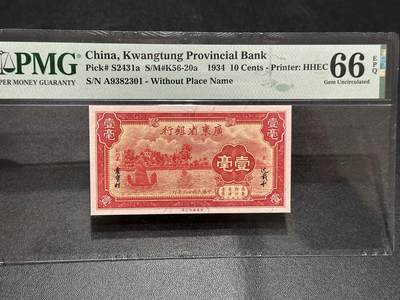 PMG
PAPER MONEY GUARANTY
China, Kwangtung Provincial Bank
Pick# S2431a S/M#K56-20a 1934 10 Cents - Printer: HHEC
S/N A9382301 - Without Place Name
66 EPQ
Gem Uncirculated
壹毫 廣東省銀行 壹毫
壹毫